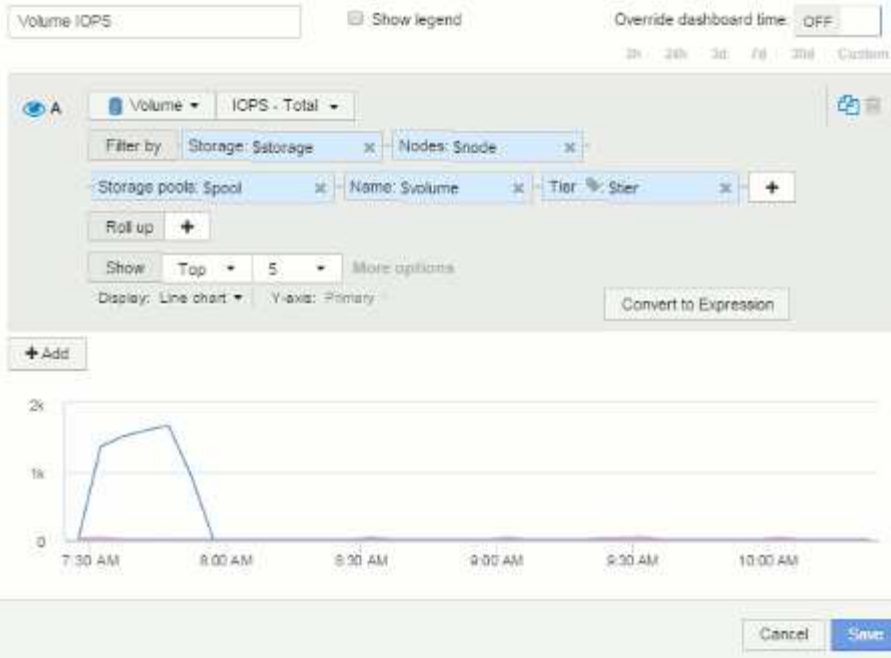 Volume IOPS Show legend Override dashboard time: OFF
3h 24h 3d 7d 30d Custom
A Volume IOPS - Total
Filter by Storage: $storage Nodes: $node
Storage pools: $pool Name: $volume Tier $tier +
Roll up +
Show Top 5 More options
Display: Line chart Y-axis: Primary
Convert to Expression
+ Add
2k
1k
0
7:30 AM 8:00 AM 8:30 AM 9:00 AM 9:30 AM 10:00 AM
Cancel Save